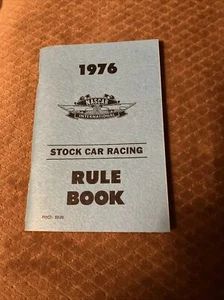 1976
NASCAR
INTERNATIONAL
STOCK CAR RACING
RULE
BOOK